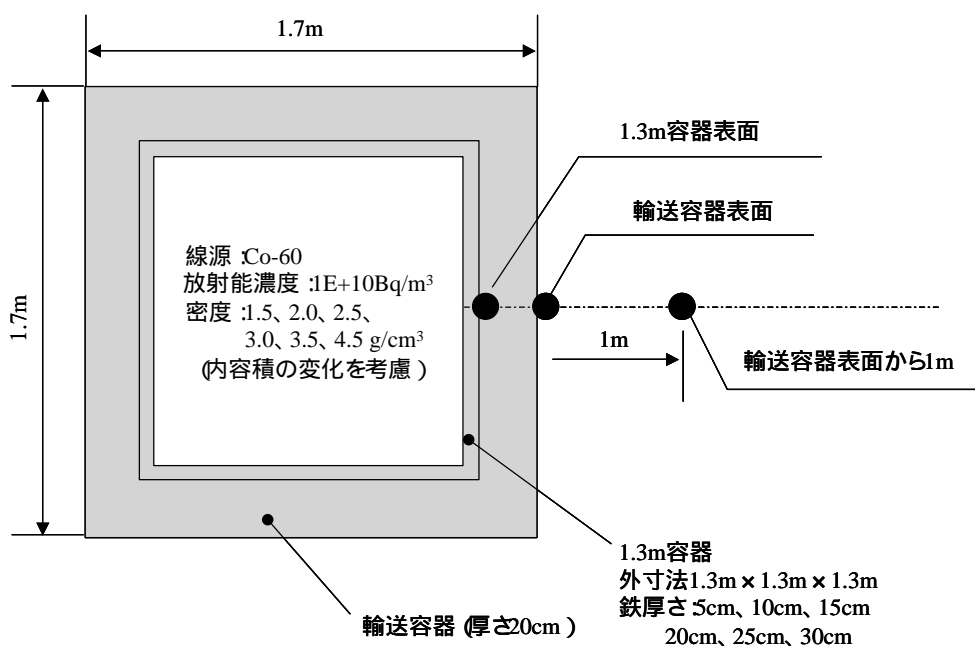 1.7m
1.7m
1.3m容器表面
輸送容器表面
線源:Co-60
放射能濃度:1E+10Bq/m³
密度:1.5、2.0、2.5、
3.0、3.5、4.5 g/cm³
(内容積の変化を考慮)
1m
輸送容器表面から1m
1.3m容器
外寸法1.3m×1.3m×1.3m
鉄厚さ:5cm、10cm、15cm
20cm、25cm、30cm
輸送容器(厚さ20cm)